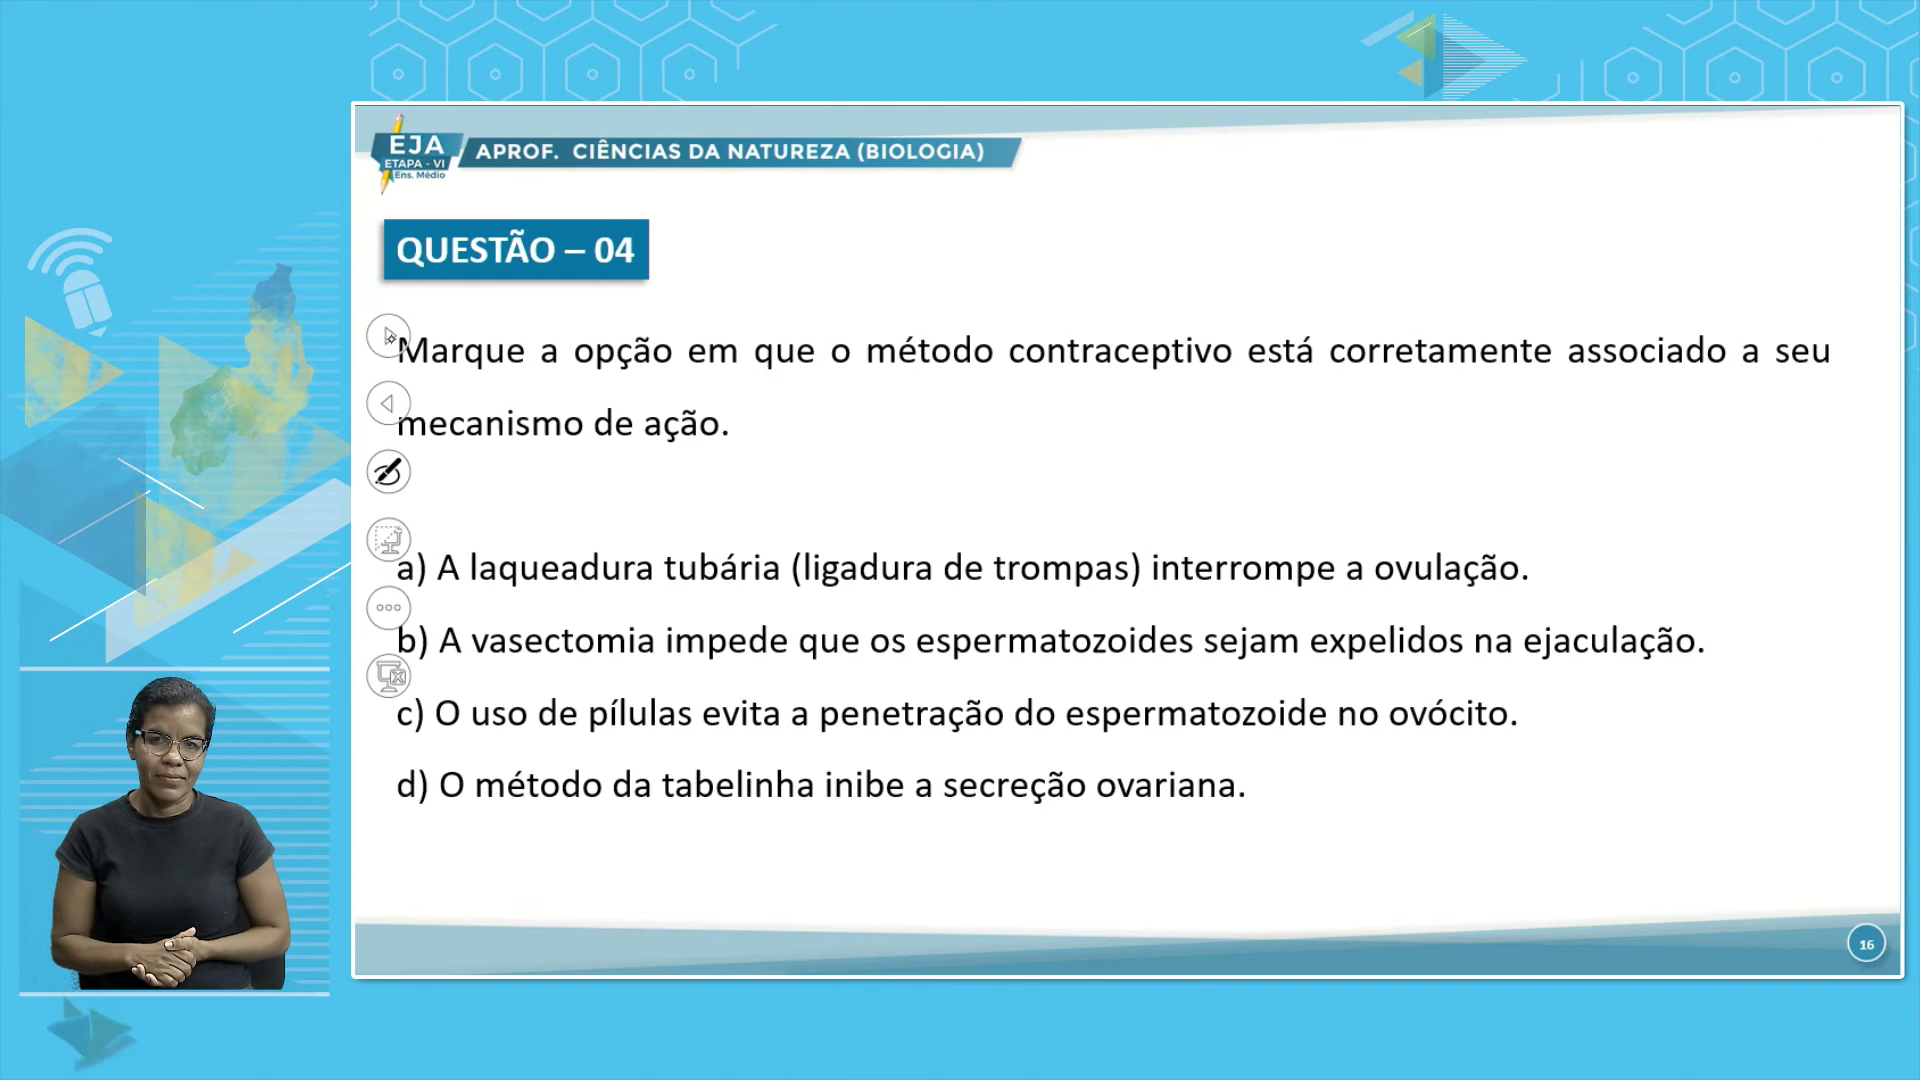 EJA
ETAPA - VI
Ens. Médio
APROF. CIÊNCIAS DA NATUREZA (BIOLOGIA)
QUESTÃO – 04
Marque a opção em que o método contraceptivo está corretamente associado a seu
mecanismo de ação.
a) A laqueadura tubária (ligadura de trompas) interrompe a ovulação.
b) A vasectomia impede que os espermatozoides sejam expelidos na ejaculação.
c) O uso de pílulas evita a penetração do espermatozoide no ovócito.
d) O método da tabelinha inibe a secreção ovariana.
16